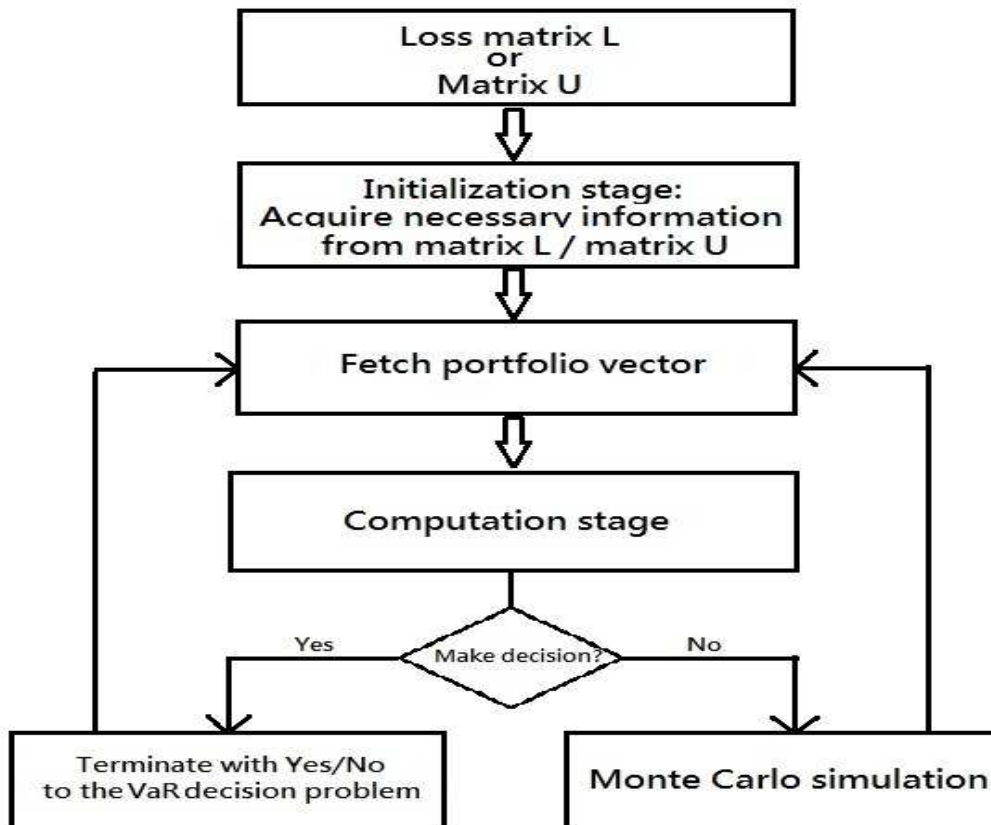 Loss matrix L
or
Matrix U
Initialization stage:
Acquire necessary information
from matrix L / matrix U
Fetch portfolio vector
Computation stage
Make decision?
Yes
No
Terminate with Yes/No
to the VaR decision problem
Monte Carlo simulation